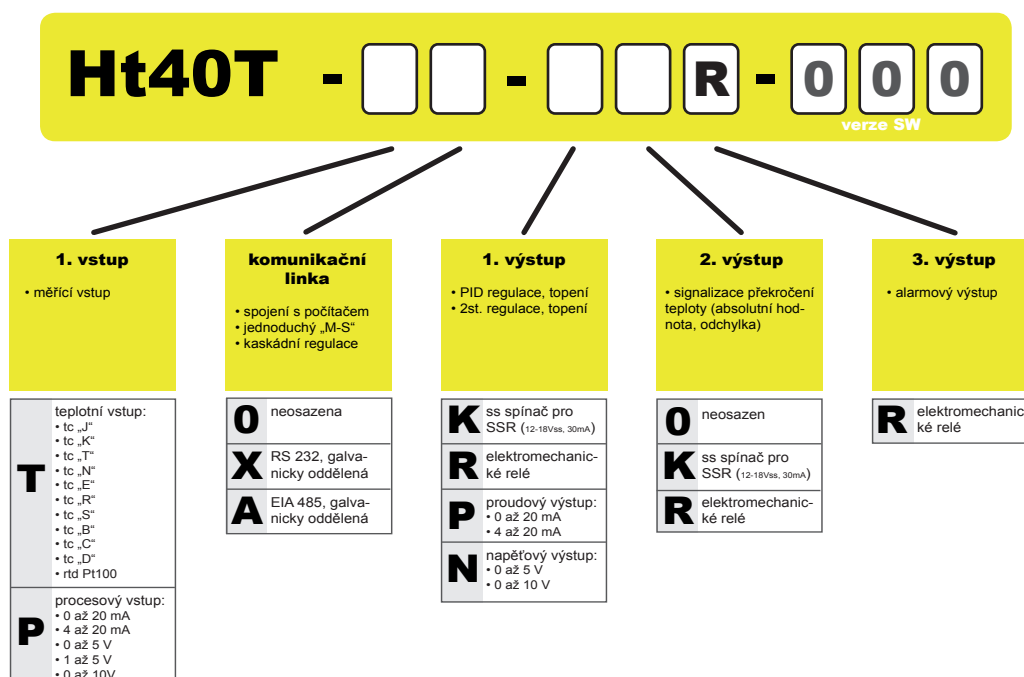 Ht40T - - R - 0 0 0
verze SW
1. vstup
• měřící vstup
T
teplotní vstup:
• tc „J“
• tc „K“
• tc „T“
• tc „N“
• tc „E“
• tc „R“
• tc „S“
• tc „B“
• tc „C“
• tc „D“
• rtd Pt100
P
procesový vstup:
• 0 až 20 mA
• 4 až 20 mA
• 0 až 5 V
• 1 až 5 V
• 0 až 10V
komunikační
linka
• spojení s počítačem
• jednoduchý „M-S“
• kaskádní regulace
0
neosazena
X
RS 232, galva-
nicky oddělená
A
EIA 485, galva-
nicky oddělená
1. výstup
• PID regulace, topení
• 2st. regulace, topení
K
ss spínač pro
SSR (12-18Vss, 30mA)
R
elektromechanic-
ké relé
P
proudový výstup:
• 0 až 20 mA
• 4 až 20 mA
N
napěťový výstup:
• 0 až 5 V
• 0 až 10 V
2. výstup
• signalizace překročení
teploty (absolutní hod-
nota, odchylka)
0
neosazen
K
ss spínač pro
SSR (12-18Vss, 30mA)
R
elektromechanic-
ké relé
3. výstup
• alarmový výstup
R
elektromechanic
ké relé